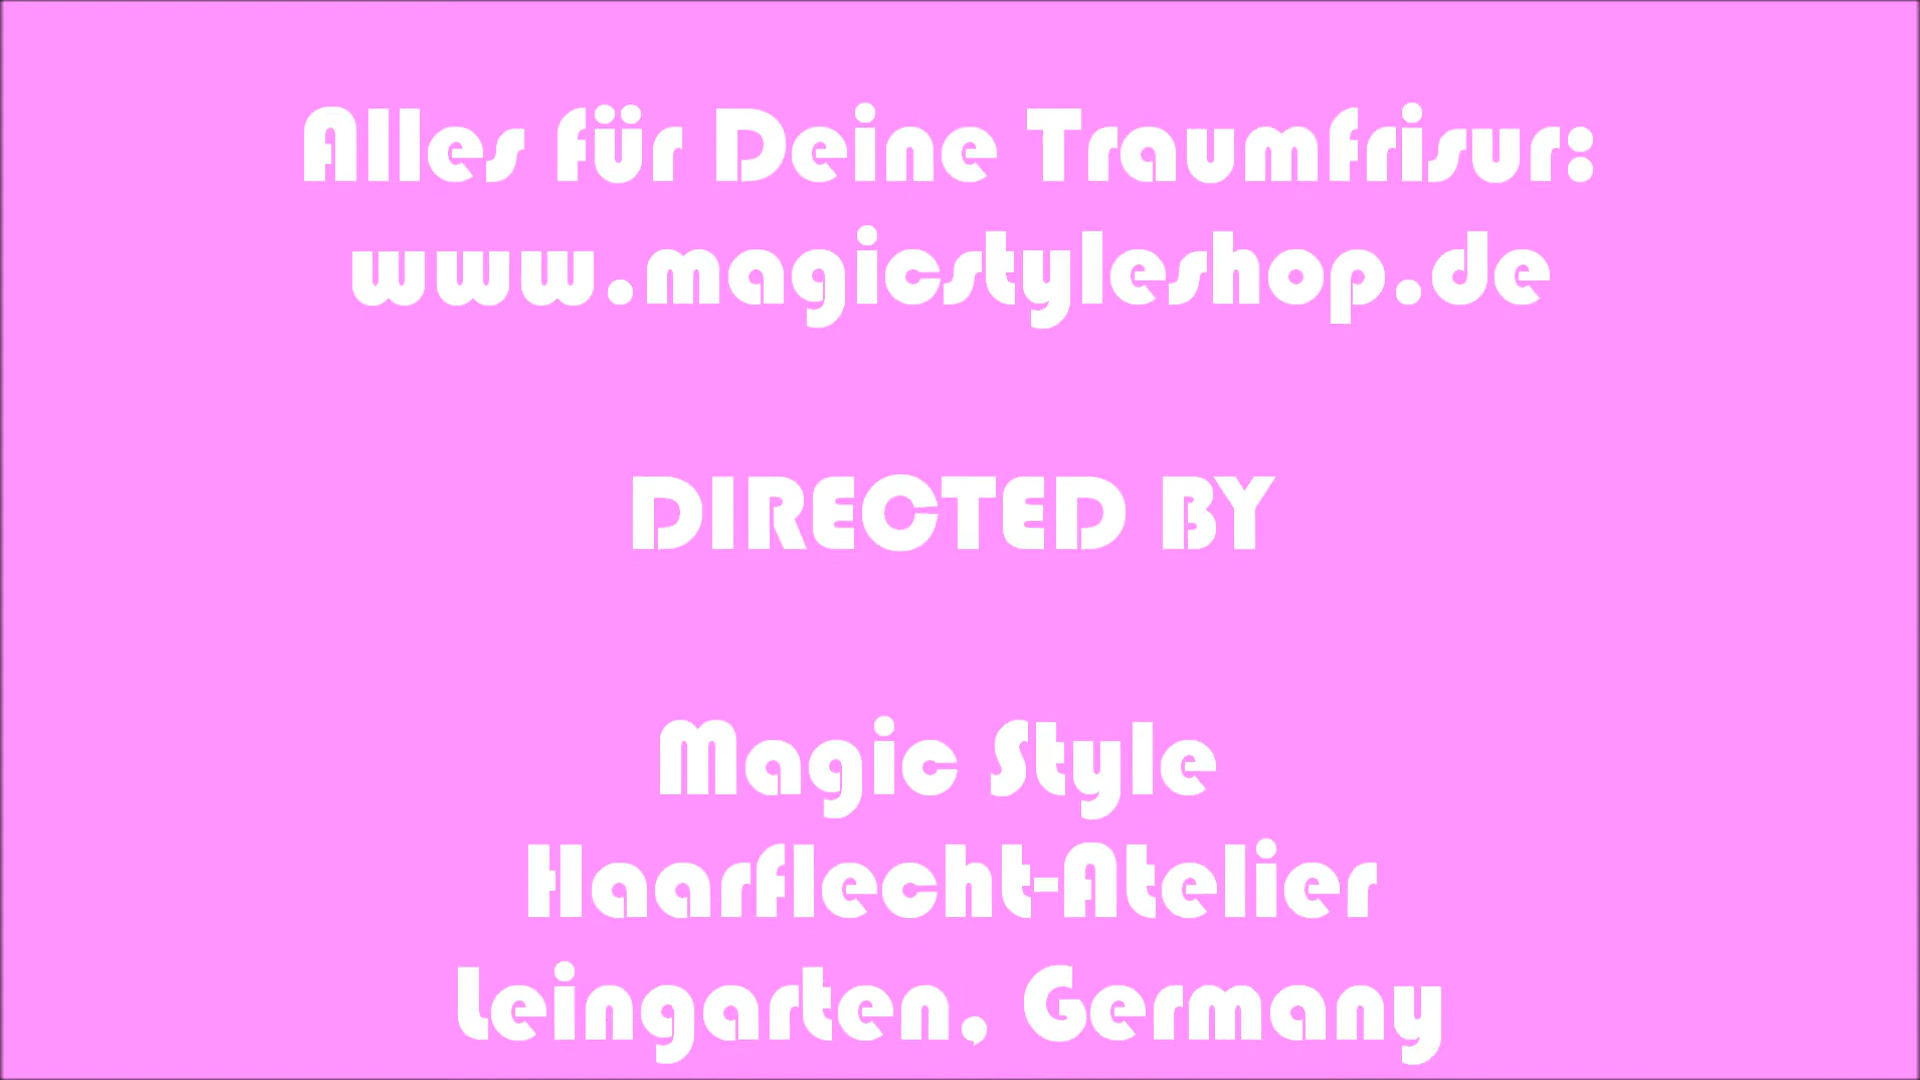 Alles für Deine Traumfrisur:
www.magicstyleshop.de
DIRECTED BY
Magic Style
Haarflecht-Atelier
Leingarten, Germany